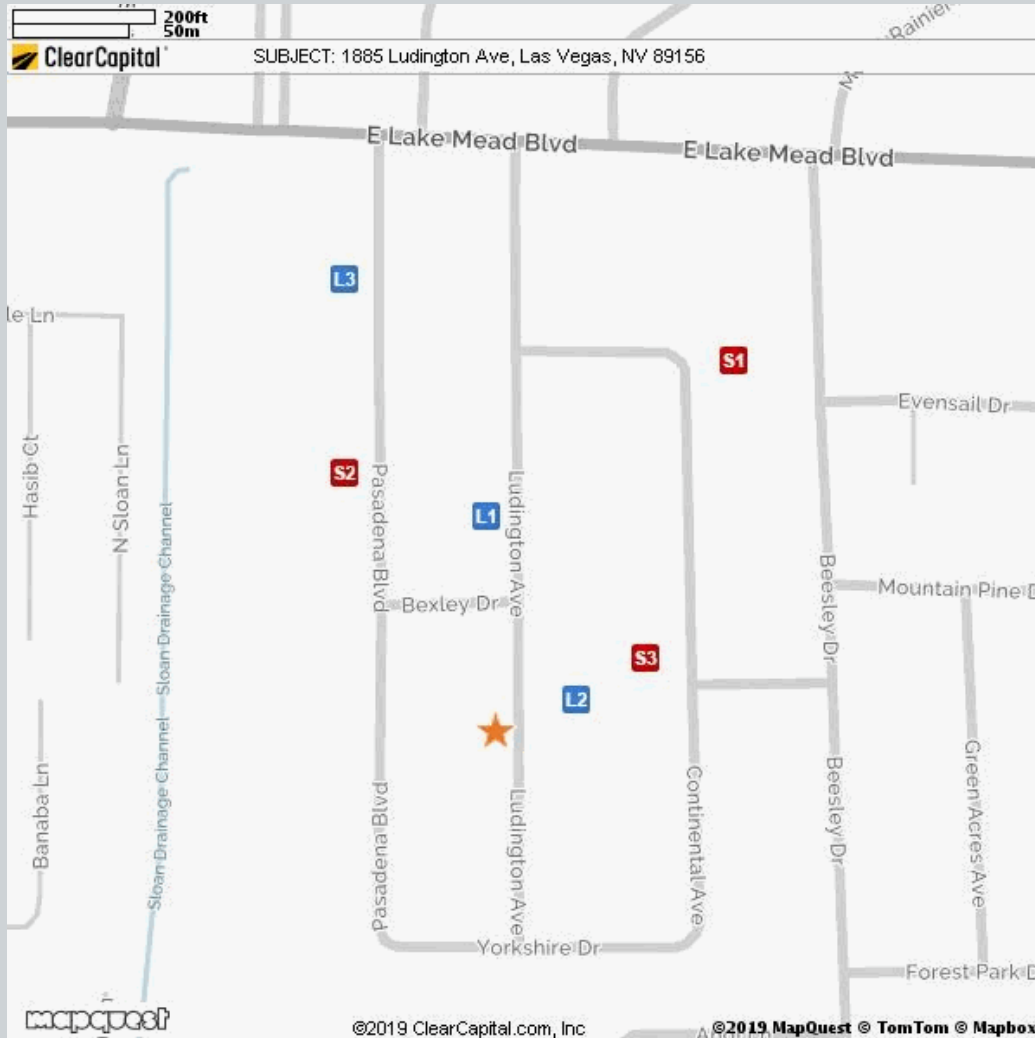 200ft
50m
Rainier
ClearCapital
SUBJECT: 1885 Ludington Ave, Las Vegas, NV 89156
E Lake Mead Blvd
E Lake Mead Blvd
L3
le Ln
S1
Evensail Dr
Hasib Ct
N Sloan Ln
S2
Pasadena Blvd
L1
Ludington Ave
Sloan Drainage Channel
Beesley Dr
Mountain Pine D
Bexley Dr
S3
L2
Sloan Drainage Channel
Banaba Ln
Pasadena Blvd
Ludington Ave
Continental Ave
Beesley Dr
Green Acres Ave
Yorkshire Dr
Forest Park D
mapquest
©2019 ClearCapital.com, Inc
©2019 MapQuest © TomTom © Mapbox